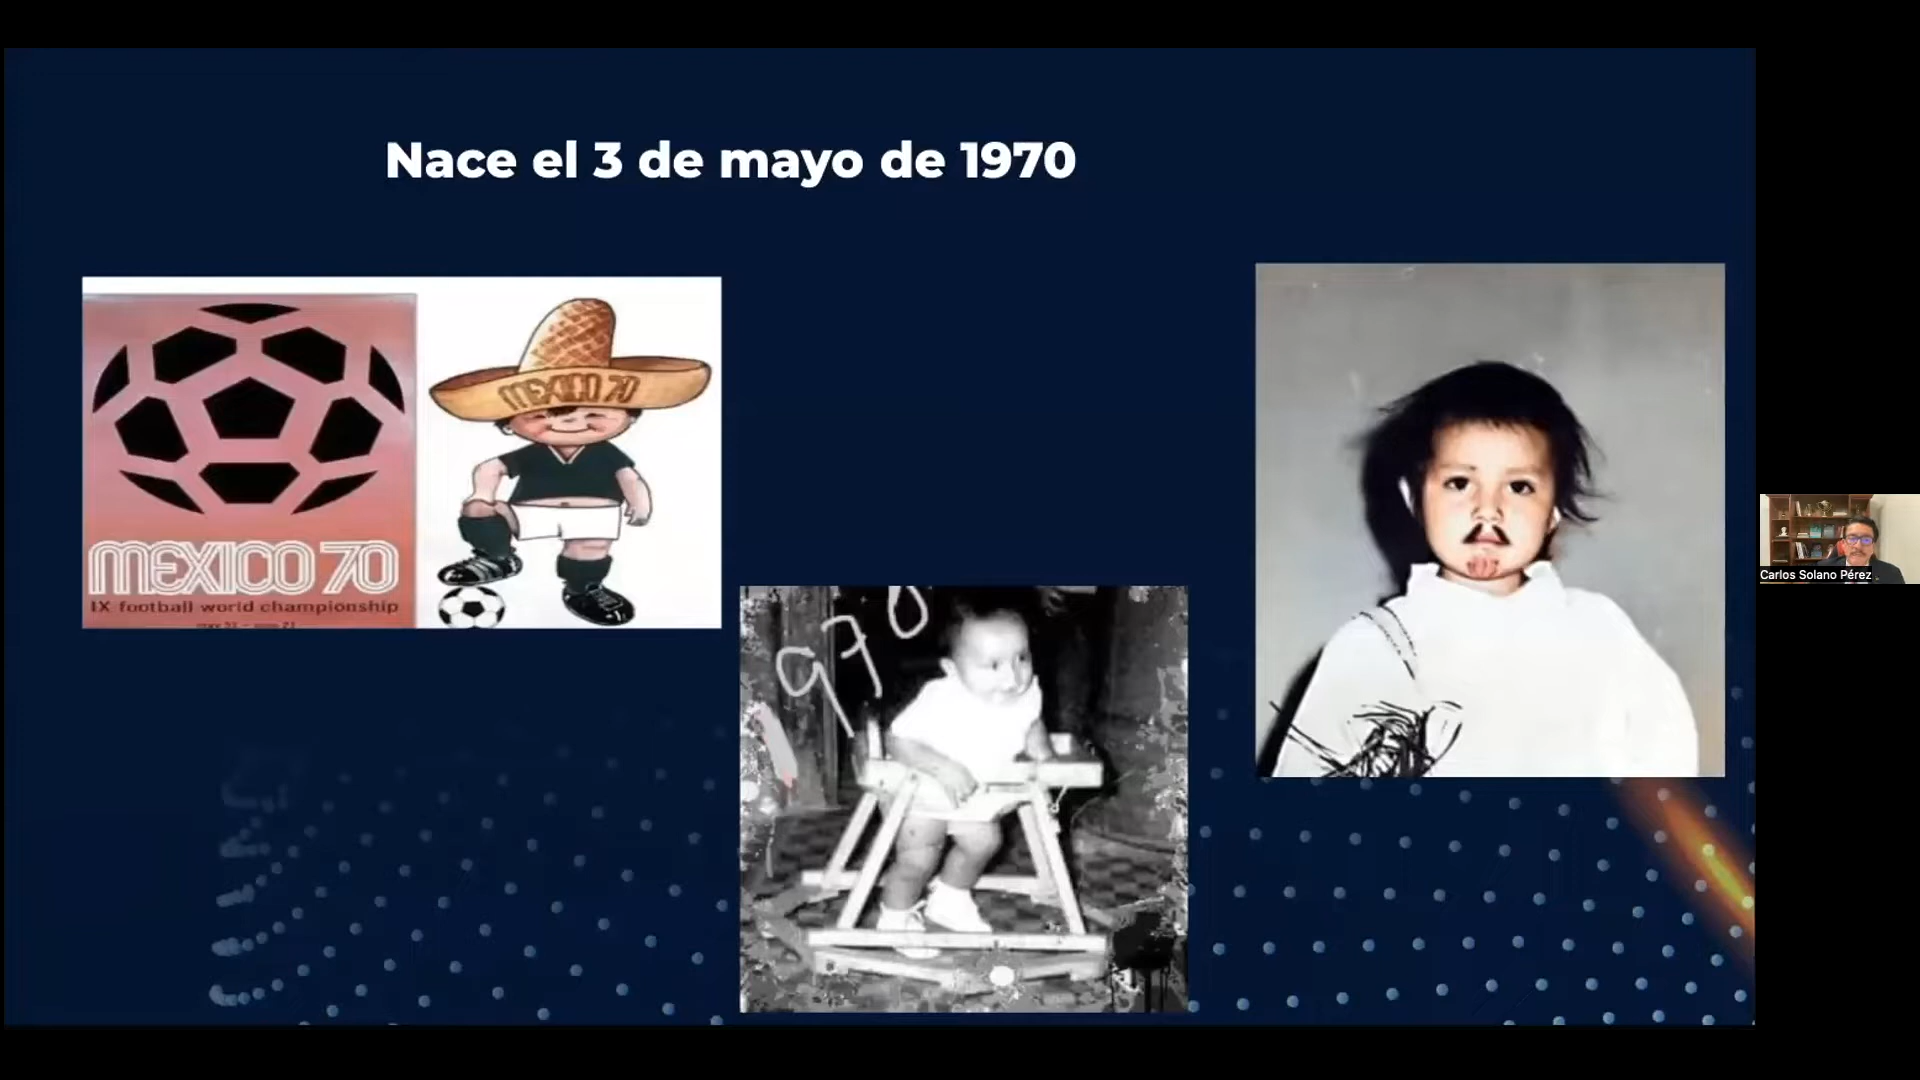 Nace el 3 de mayo de 1970
MEXICO 70
IX football world championship
MEXICO 70
970
Carlos Solano Pérez